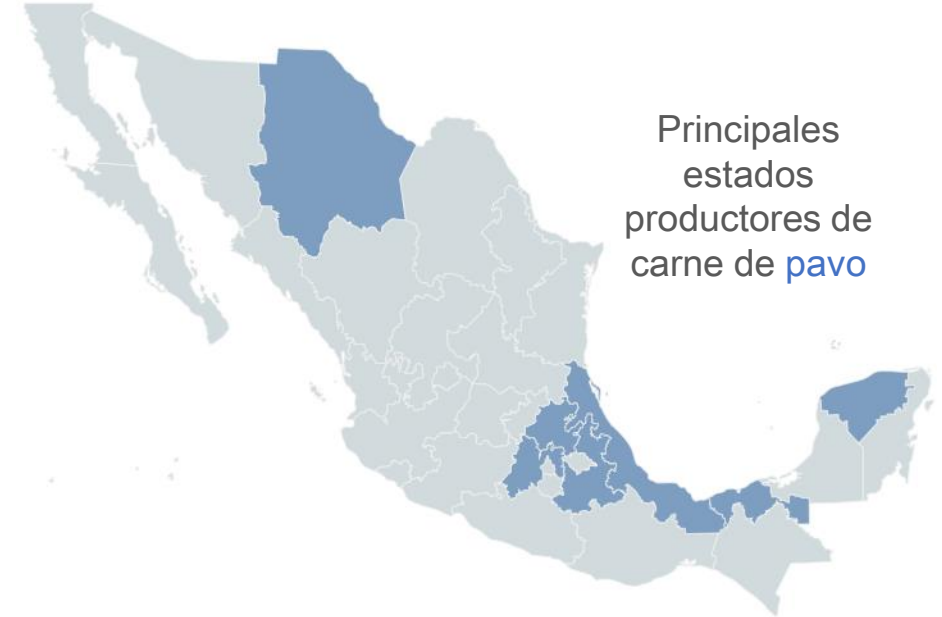 Principales
estados
productores de
carne de pavo